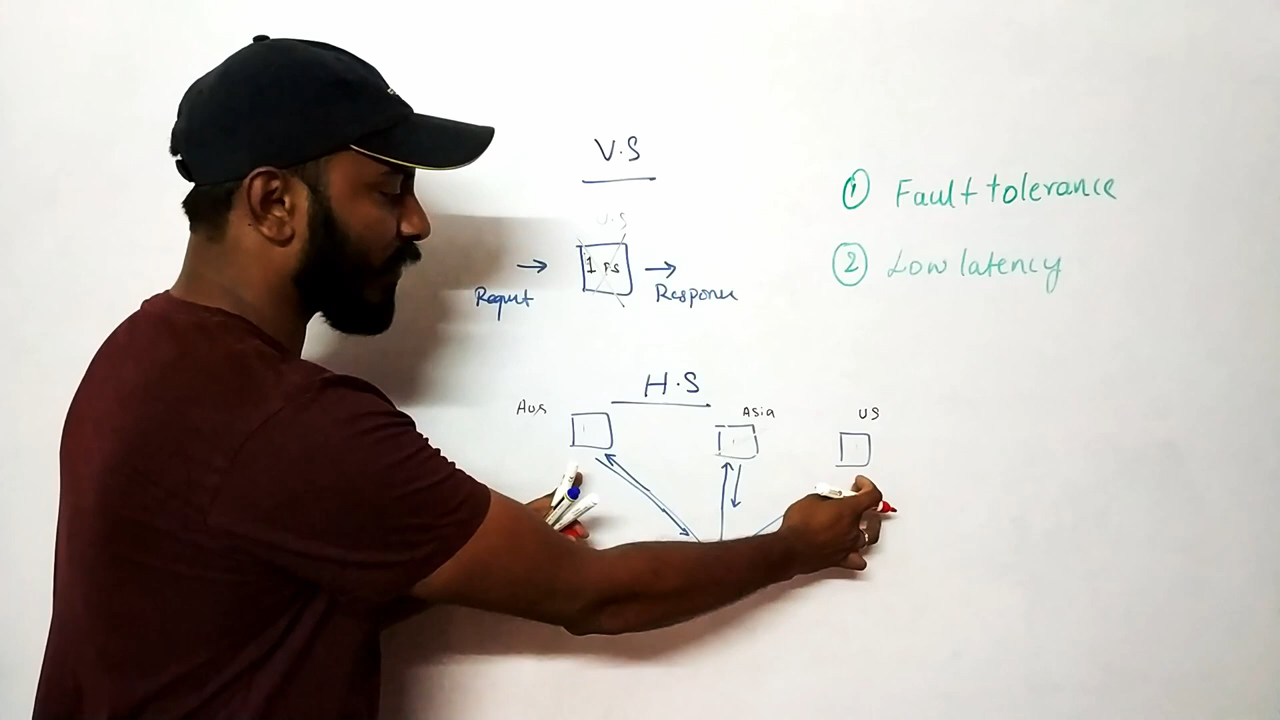 V.S
V.S
1 PS
Request
Response
① Fault tolerance
② Low latency
H.S
Aus
Asia
US